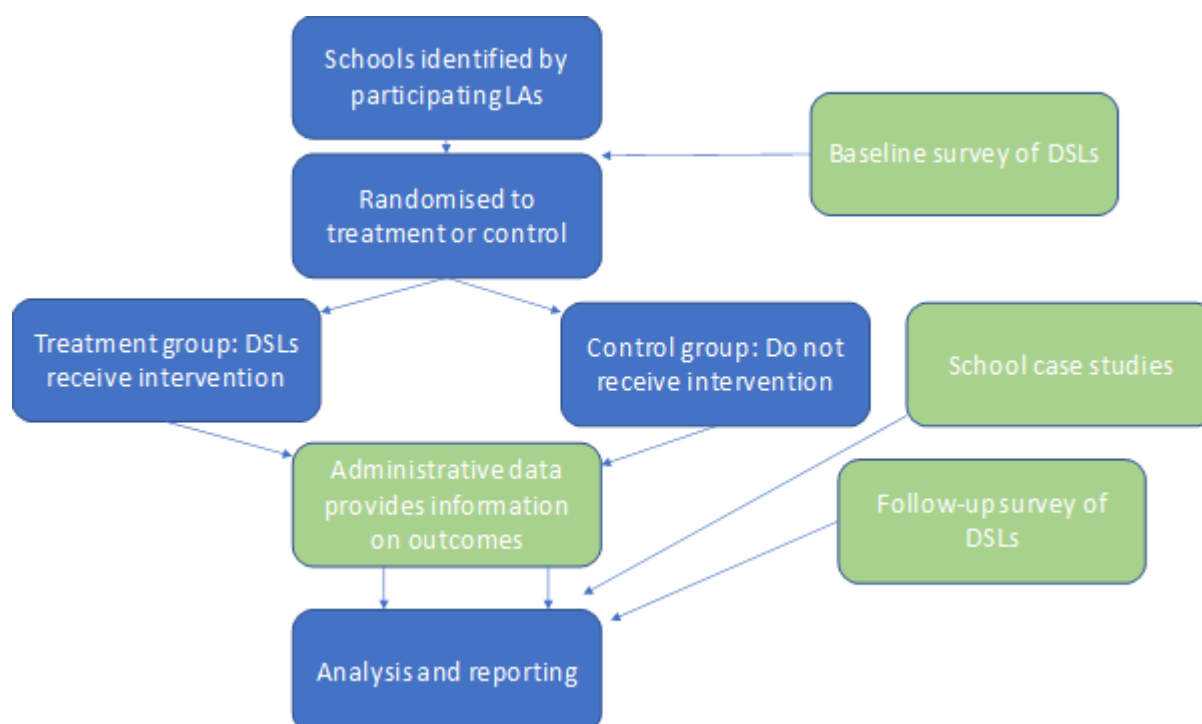 Schools identified by
participating LAs
Baseline survey of DSLs
Randomised to
treatment or control
Treatment group: DSLs
receive intervention
Control group: Do not
receive intervention
School case studies
Administrative data
provides information
on outcomes
Follow-up survey of
DSLs
Analysis and reporting